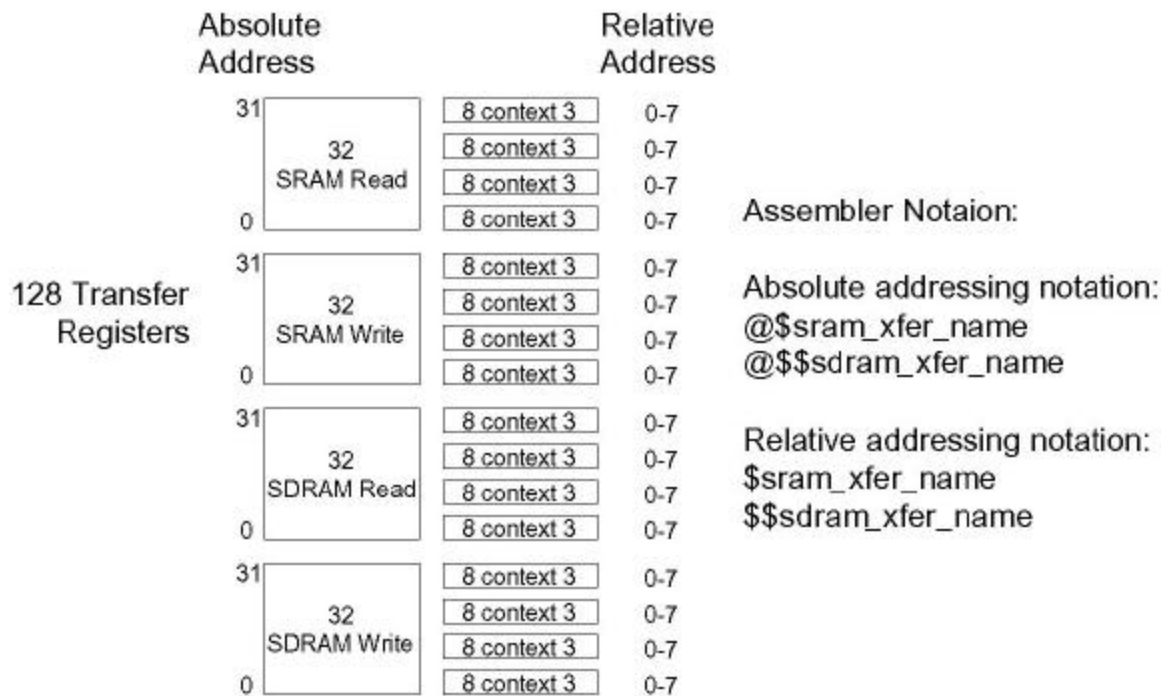 Absolute
Address
Relative
Address
128 Transfer
Registers
31
32
SRAM Read
0
8 context 3 0-7
8 context 3 0-7
8 context 3 0-7
8 context 3 0-7
31
32
SRAM Write
0
8 context 3 0-7
8 context 3 0-7
8 context 3 0-7
8 context 3 0-7
31
32
SDRAM Read
0
8 context 3 0-7
8 context 3 0-7
8 context 3 0-7
8 context 3 0-7
31
32
SDRAM Write
0
8 context 3 0-7
8 context 3 0-7
8 context 3 0-7
8 context 3 0-7
Assembler Notaion:
Absolute addressing notation:
@$sram_xfer_name
@$$sdram_xfer_name
Relative addressing notation:
$sram_xfer_name
$$sdram_xfer_name